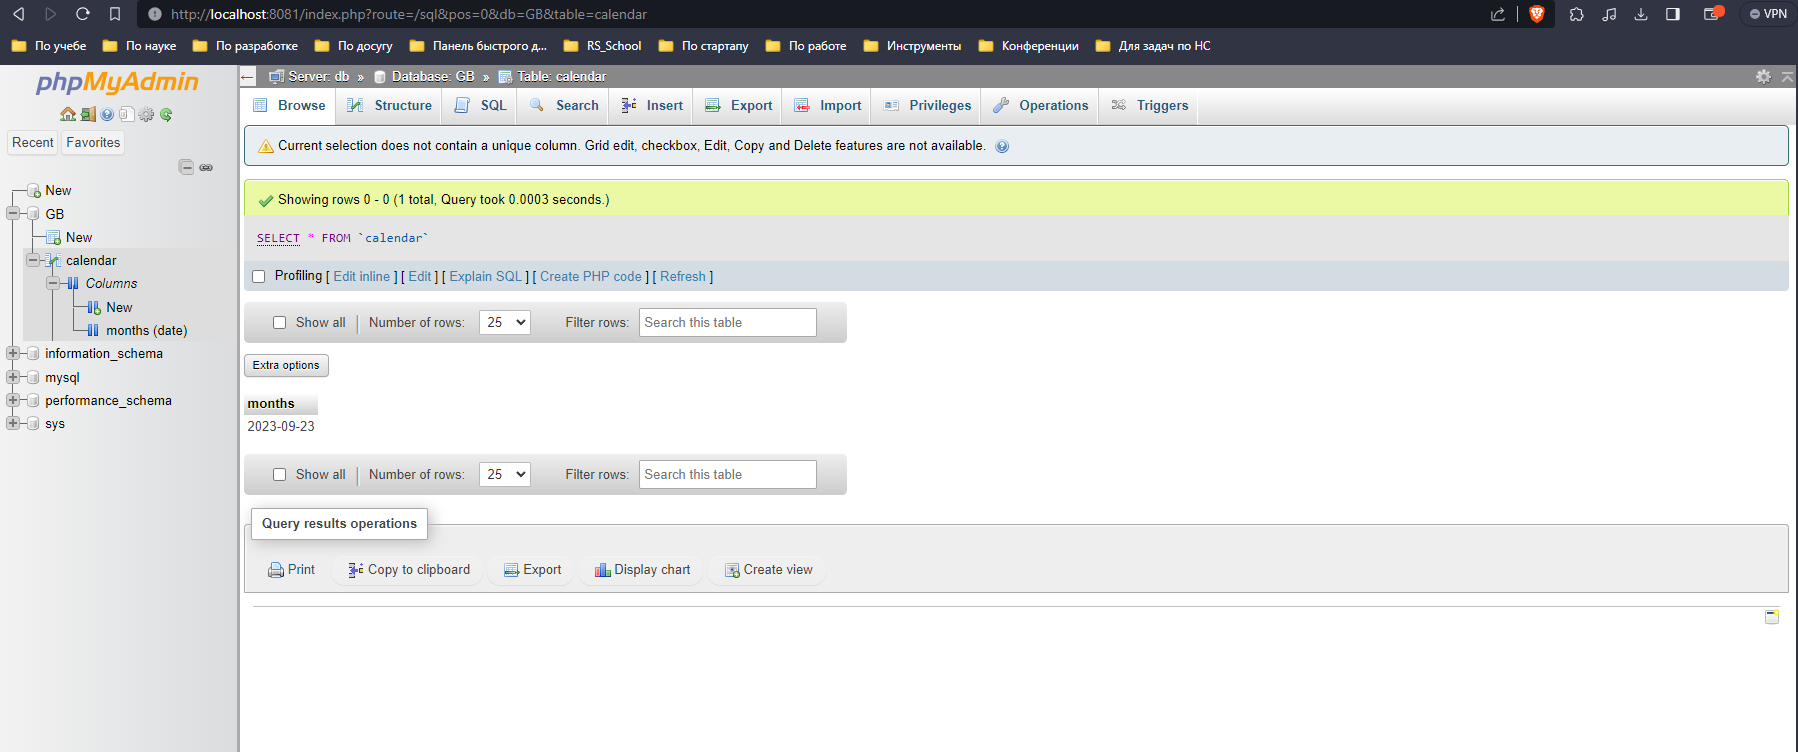 http://localhost:8081/index.php?route=/sql&pos=0&db=GB&table=calendar
VPN
По учебе По науке По разработке По досугу Панель быстрого д... RS_School По стартапу По работе Инструменты Конференции Для задач по НС
phpMyAdmin
Recent Favorites
New
GB
New
calendar
Columns
New
months (date)
information_schema
mysql
performance_schema
sys
Server: db » Database: GB » Table: calendar
Browse Structure SQL Search Insert Export Import Privileges Operations Triggers
Current selection does not contain a unique column. Grid edit, checkbox, Edit, Copy and Delete features are not available.
Showing rows 0 - 0 (1 total, Query took 0.0003 seconds.)
SELECT * FROM `calendar`
Profiling [ Edit inline ] [ Edit ] [ Explain SQL ] [ Create PHP code ] [ Refresh ]
Show all Number of rows: 25 Filter rows: Search this table
Extra options
months
2023-09-23
Show all Number of rows: 25 Filter rows: Search this table
Query results operations
Print Copy to clipboard Export Display chart Create view